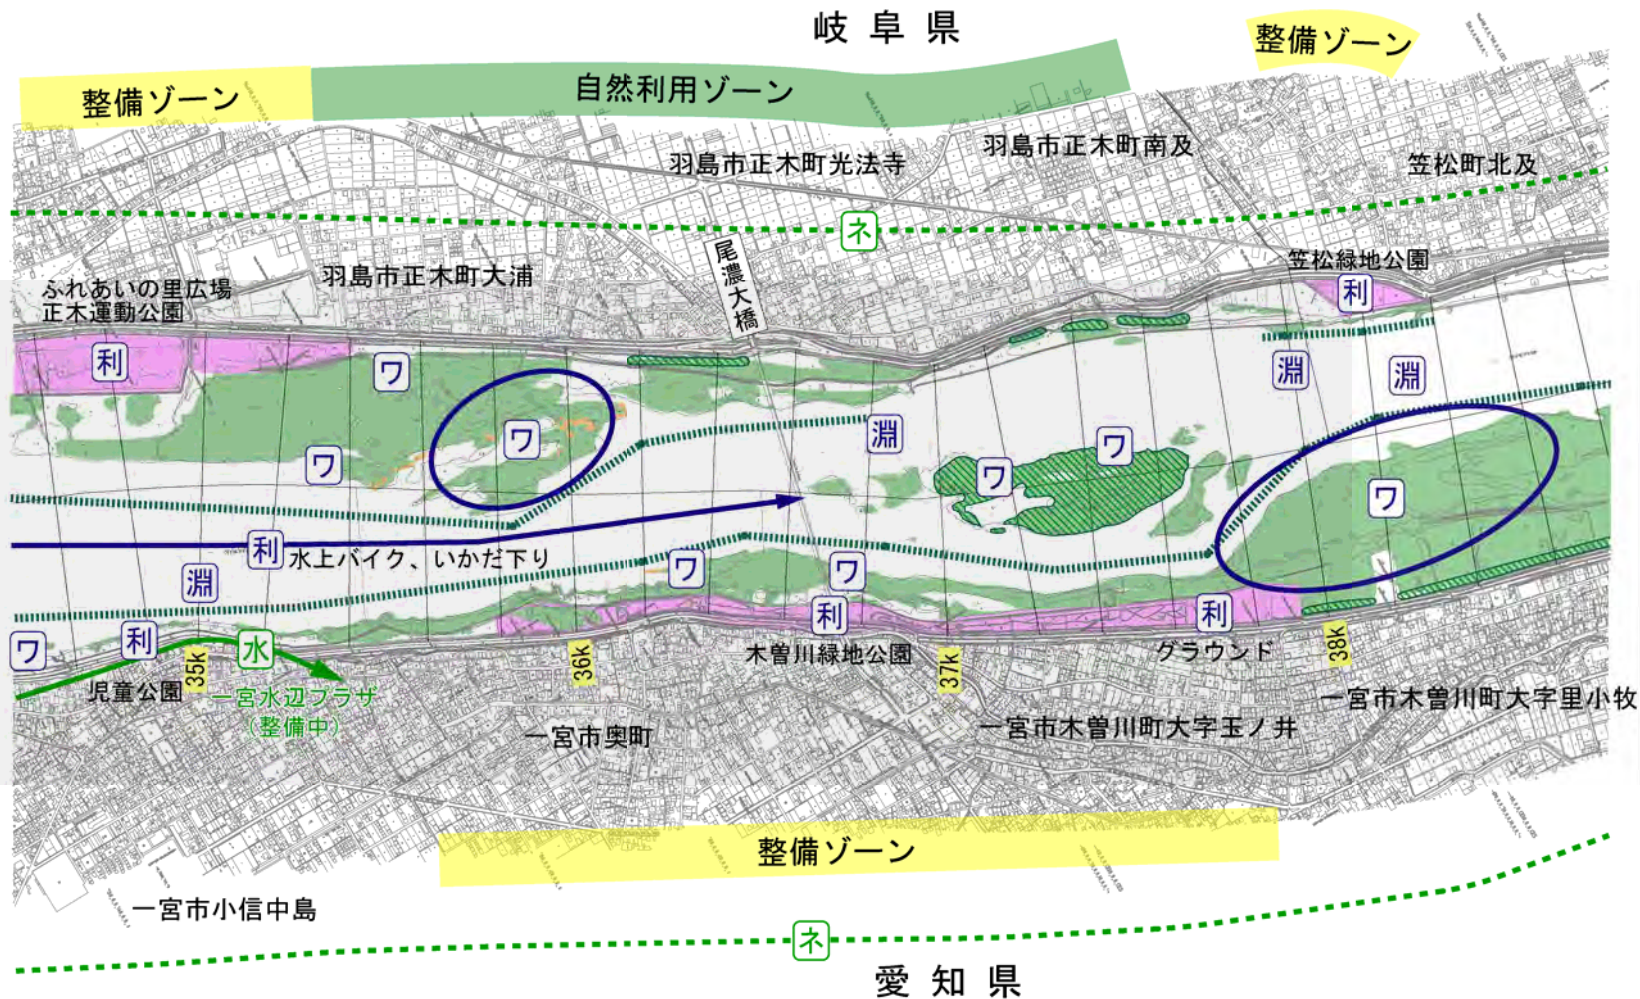 岐阜県
整備ゾーン
整備ゾーン
自然利用ゾーン
羽島市正木町光法寺
羽島市正木町南及
笠松町北及
ネ
尾濃大橋
羽島市正木町大浦
笠松緑地公園
ふれあいの里広場
正木運動公園
利
利
ワ
淵
淵
ワ
淵
ワ
ワ
ワ
ワ
利
水上バイク、いかだ下り
淵
ワ
ワ
利
利
ワ
利
水
児童公園
35k
36k
37k
38k
木曽川緑地公園
グラウンド
一宮水辺プラザ
（整備中）
一宮市奥町
一宮市木曽川町大字玉ノ井
一宮市木曽川町大字里小牧
整備ゾーン
一宮市小信中島
ネ
愛知県